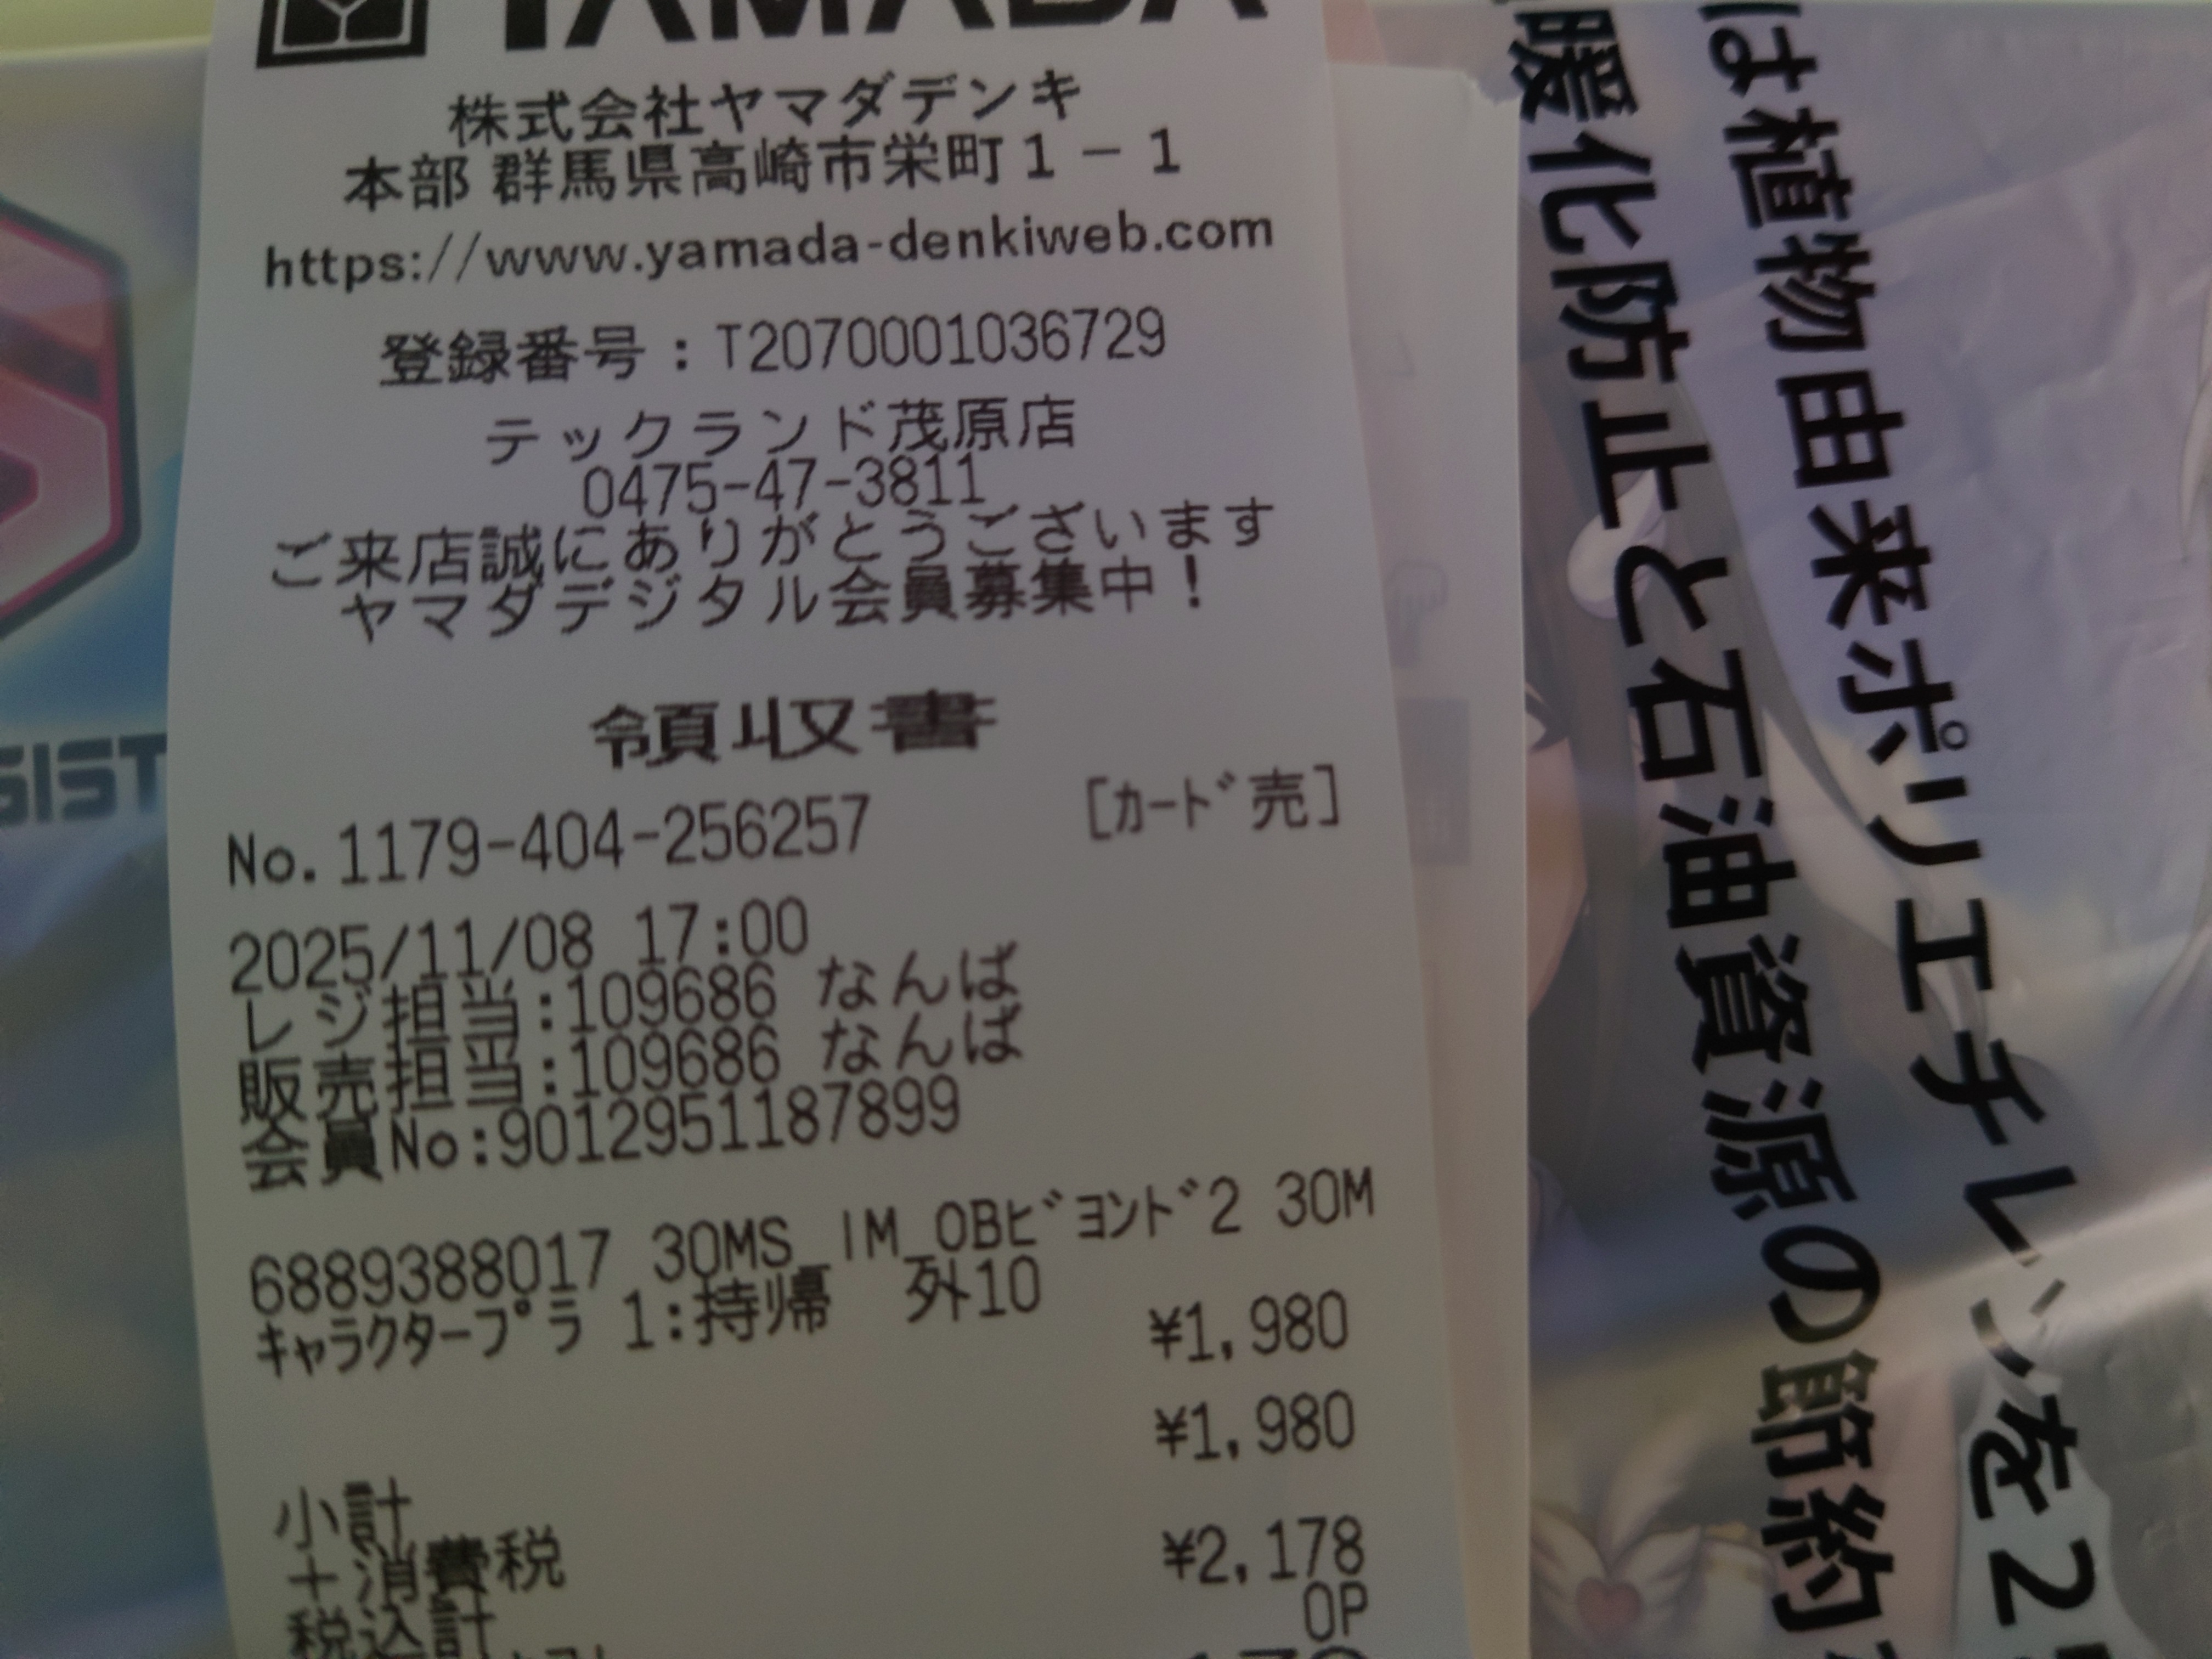 YAMADA
株式会社ヤマダデンキ
本部 群馬県高崎市栄町1-1
https://www.yamada-denkiweb.com
登録番号:T2070001036729
テックランド茂原店
0475-47-3811
ご来店誠にありがとうございます
ヤマダデジタル会員募集中!
領収書
No.1179-404-256257 [カード売]
2025/11/08 17:00
レジ担当:109686 なんば
販売担当:109686 なんば
会員No:9012951187899
6889388017 30MS_IM_OBビヨンド2 30M
キャラクタープラ 1:持帰 外10
¥1,980
¥1,980
小計
+消費税
¥2,178
税込計
0P
SIST
は植物由来ポリエチレンを2
暖化防止と石油資源の節約